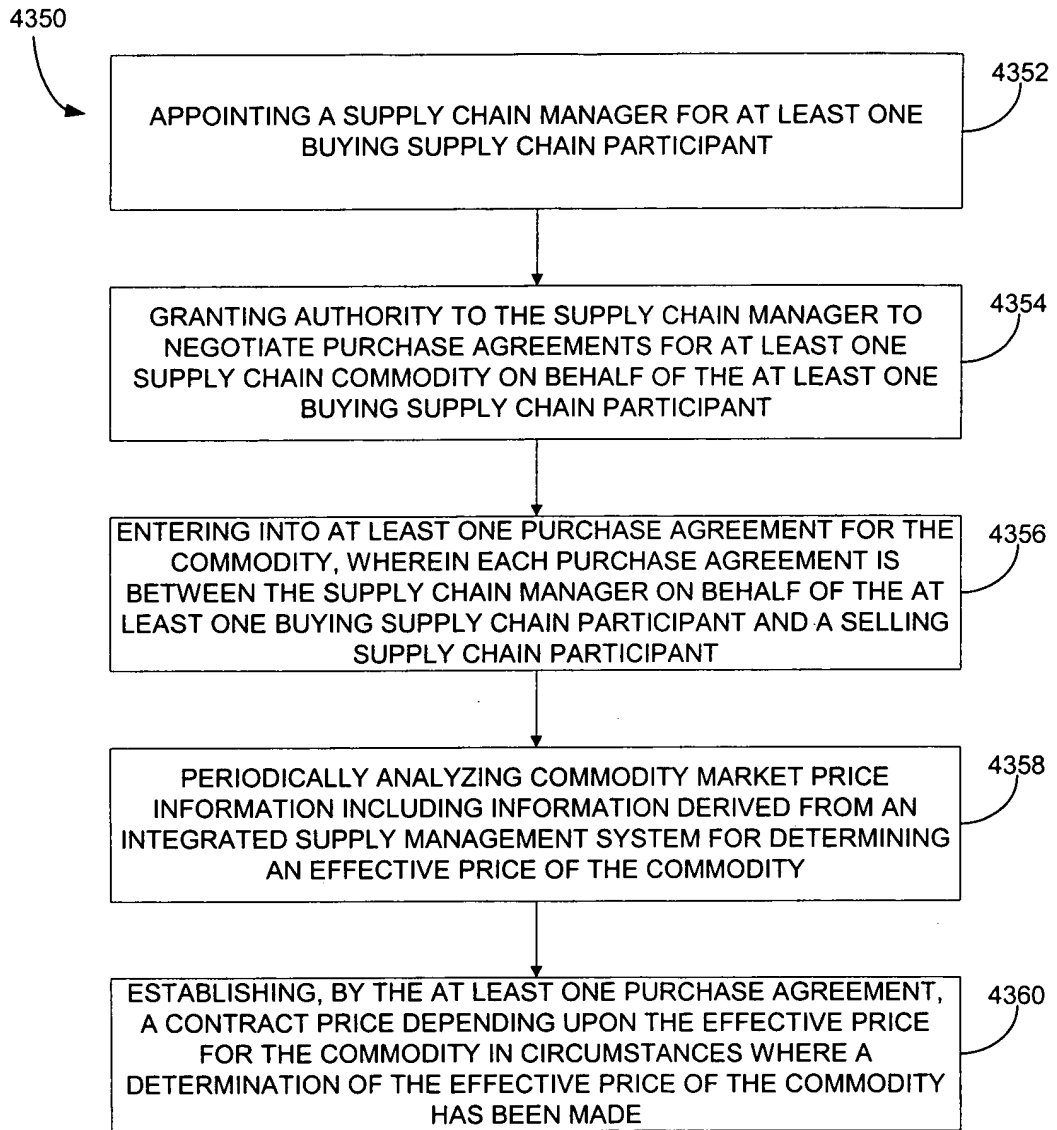 4350
APPOINTING A SUPPLY CHAIN MANAGER FOR AT LEAST ONE
BUYING SUPPLY CHAIN PARTICIPANT
4352
GRANTING AUTHORITY TO THE SUPPLY CHAIN MANAGER TO
NEGOTIATE PURCHASE AGREEMENTS FOR AT LEAST ONE
SUPPLY CHAIN COMMODITY ON BEHALF OF THE AT LEAST ONE
BUYING SUPPLY CHAIN PARTICIPANT
4354
ENTERING INTO AT LEAST ONE PURCHASE AGREEMENT FOR THE
COMMODITY, WHEREIN EACH PURCHASE AGREEMENT IS
BETWEEN THE SUPPLY CHAIN MANAGER ON BEHALF OF THE AT
LEAST ONE BUYING SUPPLY CHAIN PARTICIPANT AND A SELLING
SUPPLY CHAIN PARTICIPANT
4356
PERIODICALLY ANALYZING COMMODITY MARKET PRICE
INFORMATION INCLUDING INFORMATION DERIVED FROM AN
INTEGRATED SUPPLY MANAGEMENT SYSTEM FOR DETERMINING
AN EFFECTIVE PRICE OF THE COMMODITY
4358
ESTABLISHING, BY THE AT LEAST ONE PURCHASE AGREEMENT,
A CONTRACT PRICE DEPENDING UPON THE EFFECTIVE PRICE
FOR THE COMMODITY IN CIRCUMSTANCES WHERE A
DETERMINATION OF THE EFFECTIVE PRICE OF THE COMMODITY
HAS BEEN MADE
4360